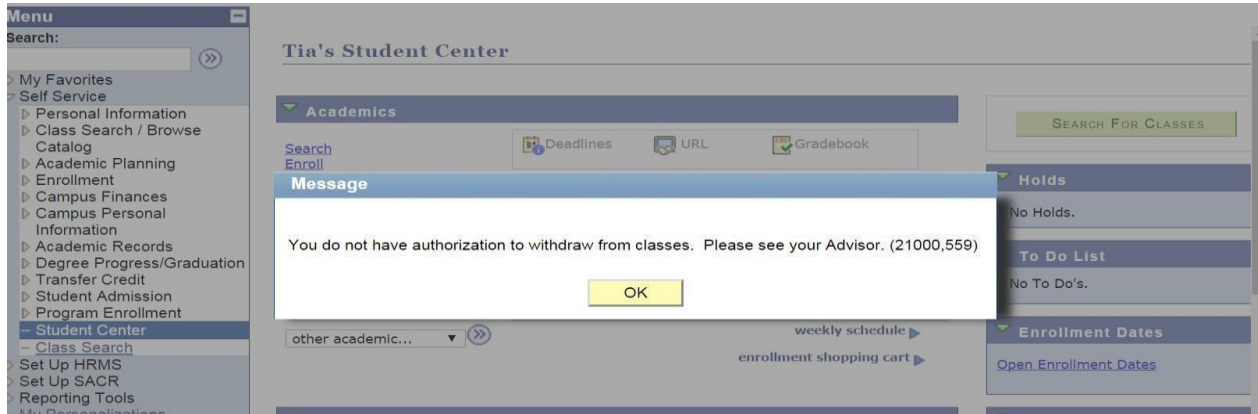 Menu
Search:
My Favorites
Self Service
Personal Information
Class Search / Browse
Catalog
Academic Planning
Enrollment
Campus Finances
Campus Personal
Information
Academic Records
Degree Progress/Graduation
Transfer Credit
Student Admission
Program Enrollment
Student Center
Class Search
Set Up HRMS
Set Up SACR
Reporting Tools
My Personalizations
Tia's Student Center
Academics
Search
Enroll
Deadlines
URL
Gradebook
Message
You do not have authorization to withdraw from classes.  Please see your Advisor. (21000,559)
OK
other academic...
weekly schedule
enrollment shopping cart
SEARCH FOR CLASSES
Holds
No Holds.
To Do List
No To Do's.
Enrollment Dates
Open Enrollment Dates